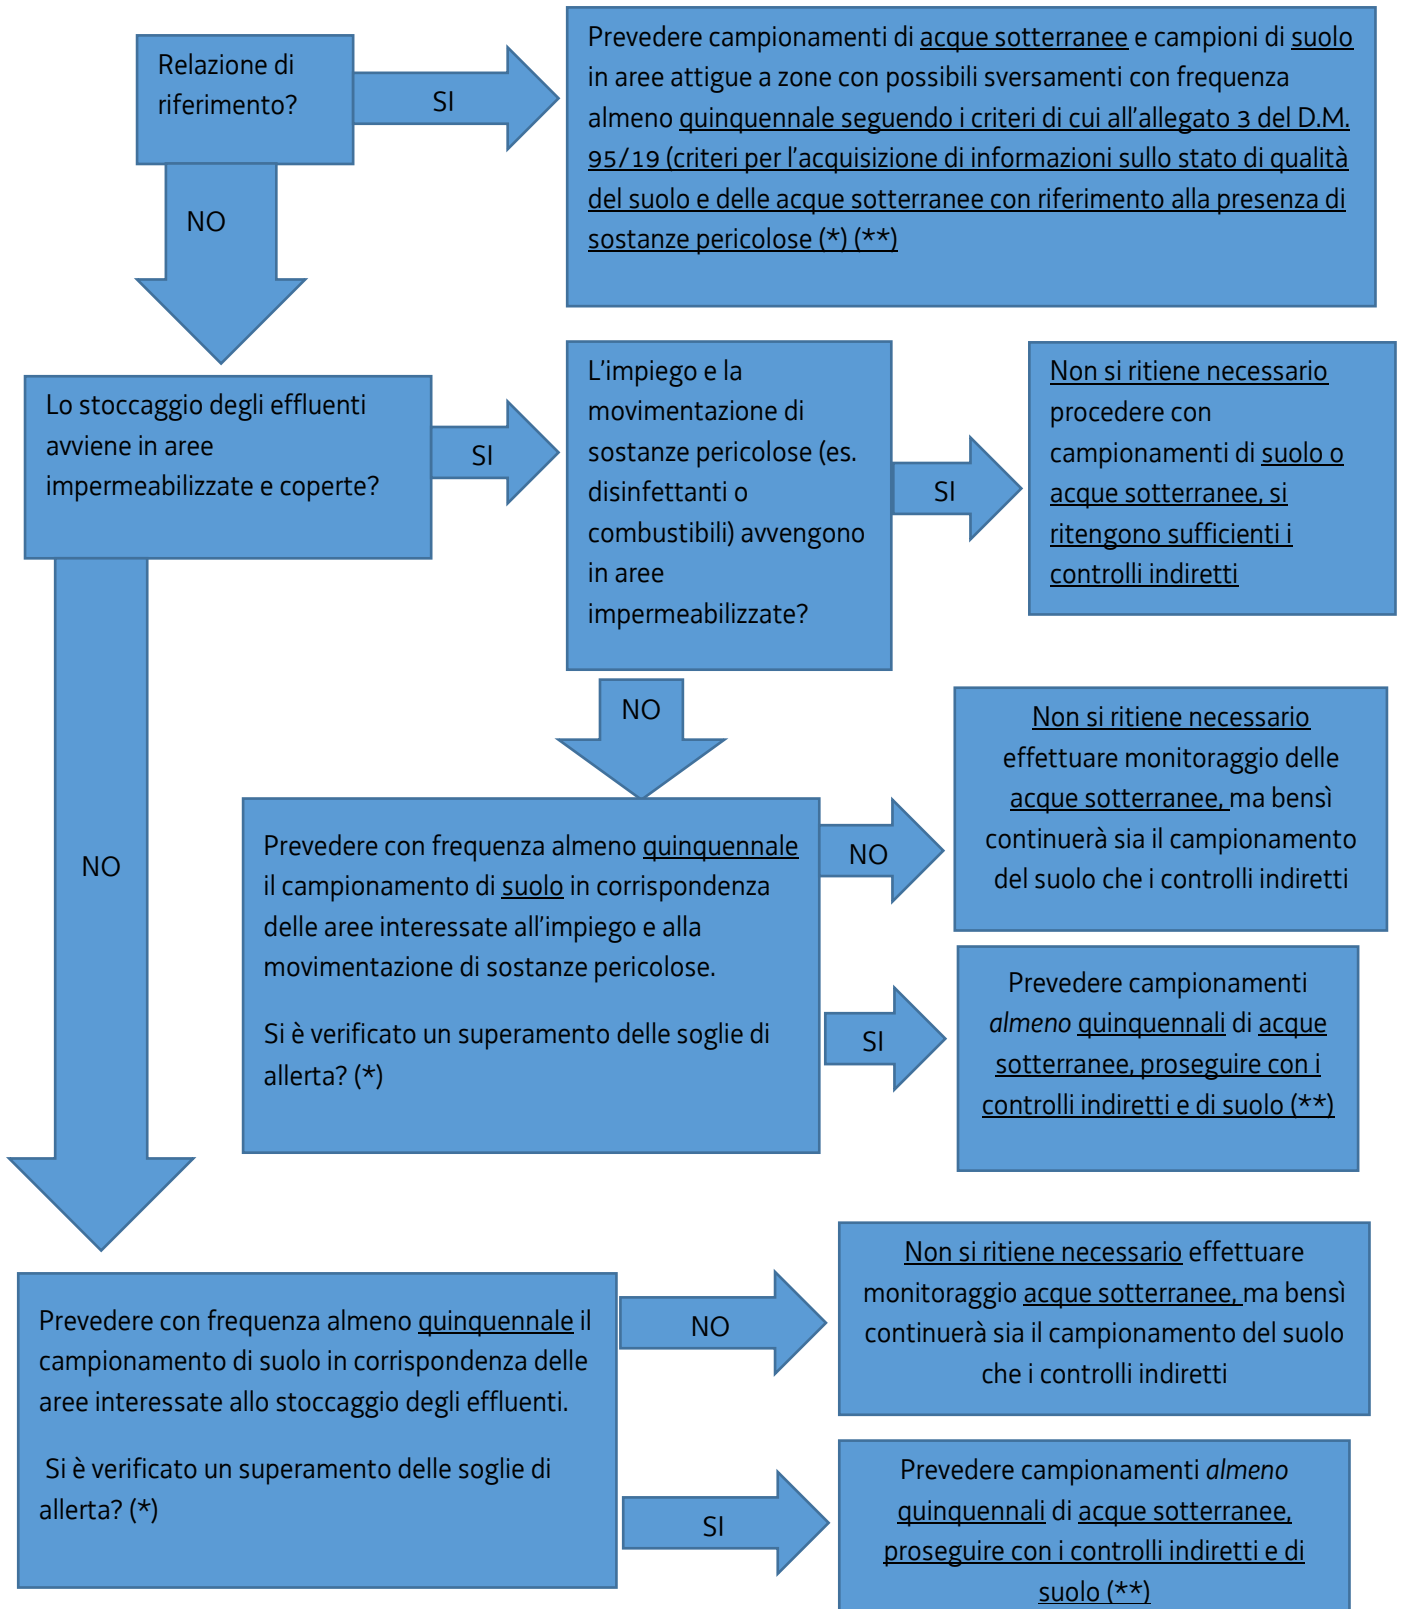 Relazione di
riferimento?
SI
Prevedere campionamenti di acque sotterranee e campioni di suolo
in aree attigue a zone con possibili sversamenti con frequenza
almeno quinquennale seguendo i criteri di cui all'allegato 3 del D.M.
95/19 (criteri per l'acquisizione di informazioni sullo stato di qualità
del suolo e delle acque sotterranee con riferimento alla presenza di
sostanze pericolose (*) (**)
NO
Lo stoccaggio degli effluenti
avviene in aree
impermeabilizzate e coperte?
SI
L'impiego e la
movimentazione di
sostanze pericolose (es.
disinfettanti o
combustibili) avvengono
in aree
impermeabilizzate?
SI
Non si ritiene necessario
procedere con
campionamenti di suolo o
acque sotterranee, si
ritengono sufficienti i
controlli indiretti
NO
Prevedere con frequenza almeno quinquennale
il campionamento di suolo in corrispondenza
delle aree interessate all'impiego e alla
movimentazione di sostanze pericolose.
Si è verificato un superamento delle soglie di
allerta? (*)
NO
Non si ritiene necessario
effettuare monitoraggio delle
acque sotterranee, ma bensì
continuerà sia il campionamento
del suolo che i controlli indiretti
SI
Prevedere campionamenti
almeno quinquennali di acque
sotterranee, proseguire con i
controlli indiretti e di suolo (**)
NO
Prevedere con frequenza almeno quinquennale il
campionamento di suolo in corrispondenza delle
aree interessate allo stoccaggio degli effluenti.
Si è verificato un superamento delle soglie di
allerta? (*)
NO
Non si ritiene necessario effettuare
monitoraggio acque sotterranee, ma bensì
continuerà sia il campionamento del suolo
che i controlli indiretti
SI
Prevedere campionamenti almeno
quinquennali di acque sotterranee,
proseguire con i controlli indiretti e di
suolo (**)